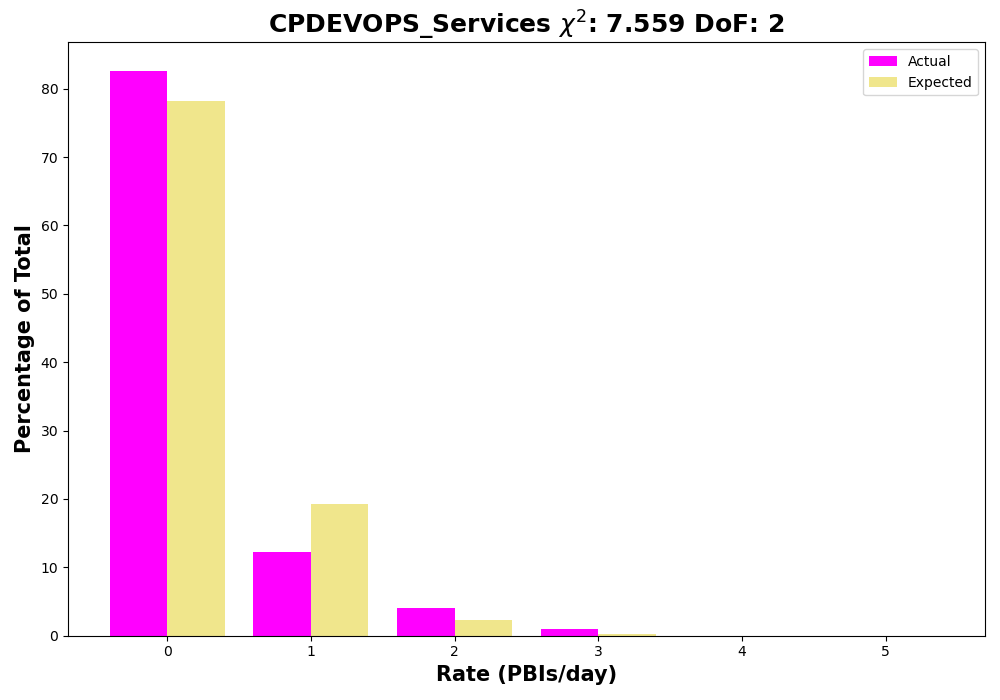 CPDEVOPS_Services χ²: 7.559 DoF: 2
Actual
Expected
Percentage of Total
80
70
60
50
40
30
20
10
0
0 1 2 3 4 5
Rate (PBIs/day)